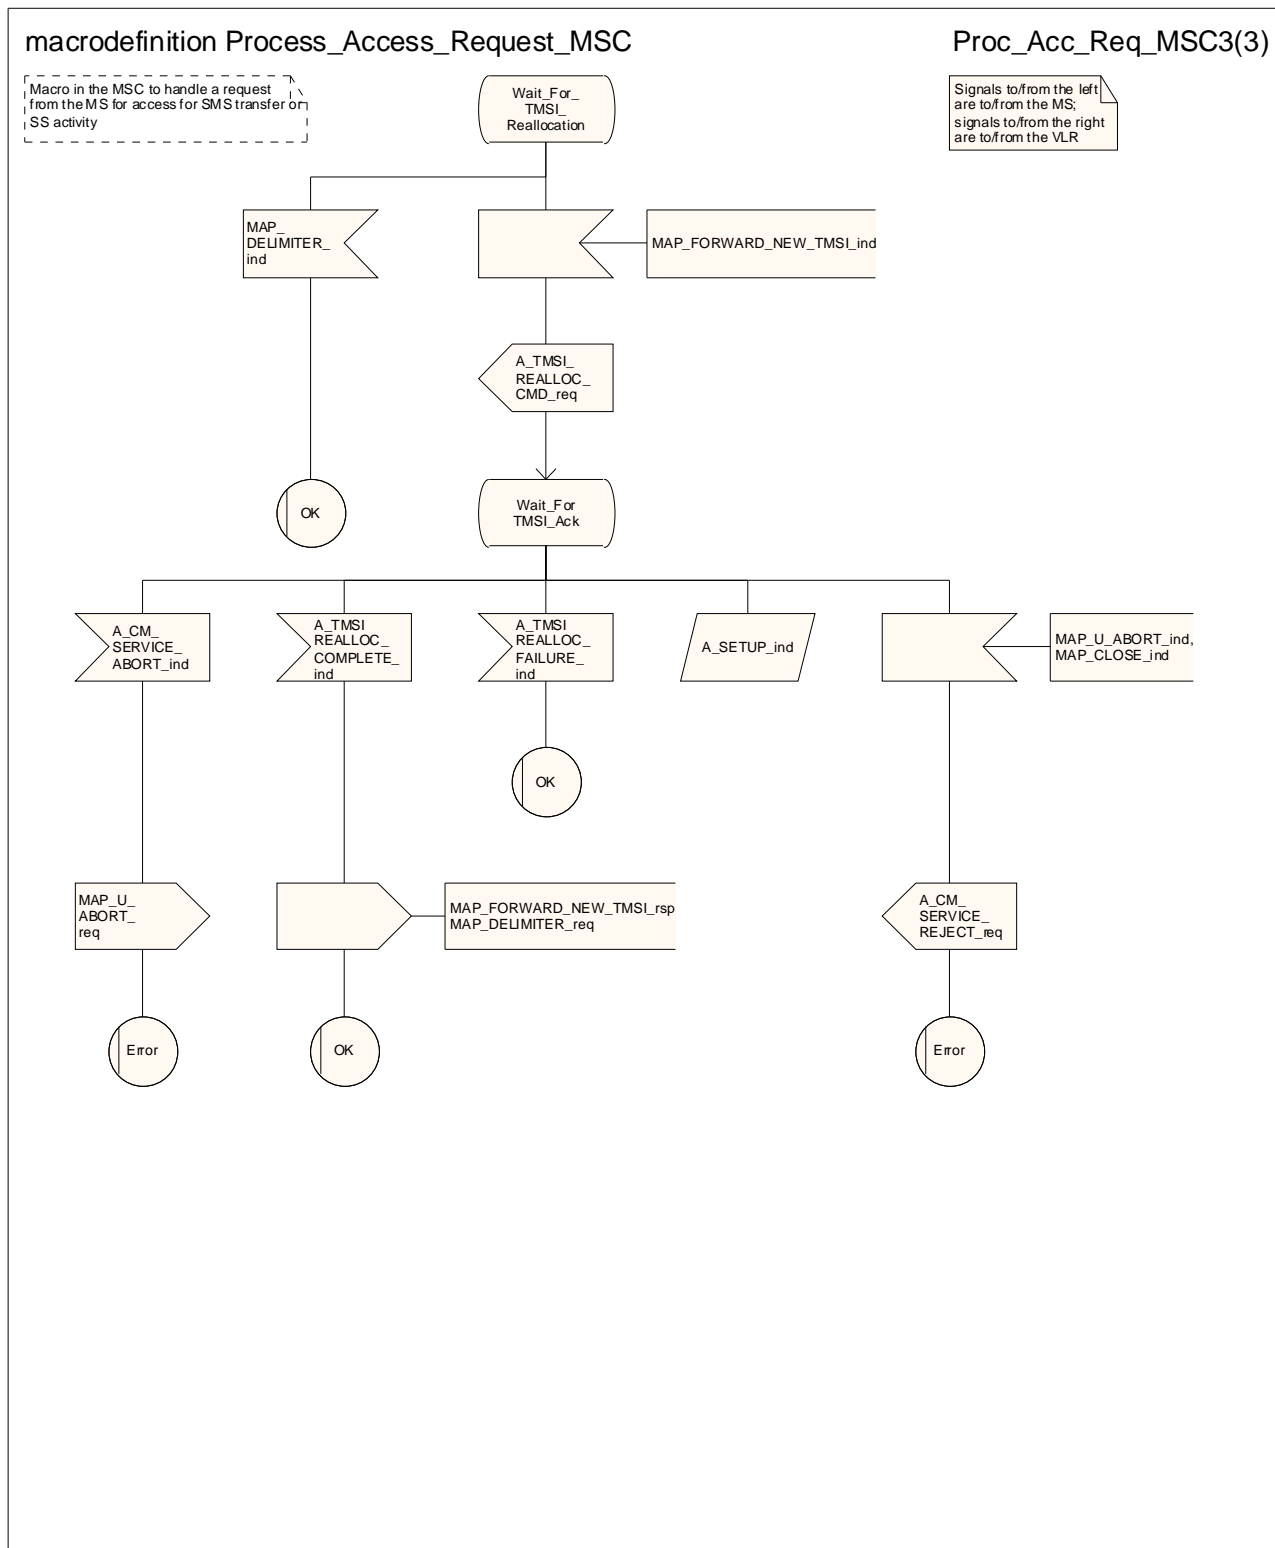 macrodefinition Process_Access_Request_MSC
Proc_Acc_Req_MSC3(3)
Macro in the MSC to handle a request
from the MS for access for SMS transfer or
SS activity
Wait_For_
TMSI_
Reallocation
Signals to/from the left
are to/from the MS;
signals to/from the right
are to/from the VLR
MAP_
DELIMITER_
ind
MAP_FORWARD_NEW_TMSI_ind
A_TMSI_
REALLOC_
CMD_req
OK
Wait_For
TMSI_Ack
A_CM_
SERVICE_
ABORT_ind
A_TMSI
REALLOC_
COMPLETE_
ind
A_TMSI
REALLOC_
FAILURE_
ind
A_SETUP_ind
MAP_U_ABORT_ind,
MAP_CLOSE_ind
OK
MAP_U_
ABORT_
req
MAP_FORWARD_NEW_TMSI_rsp
MAP_DELIMITER_req
A_CM_
SERVICE_
REJECT_req
Error
OK
Error